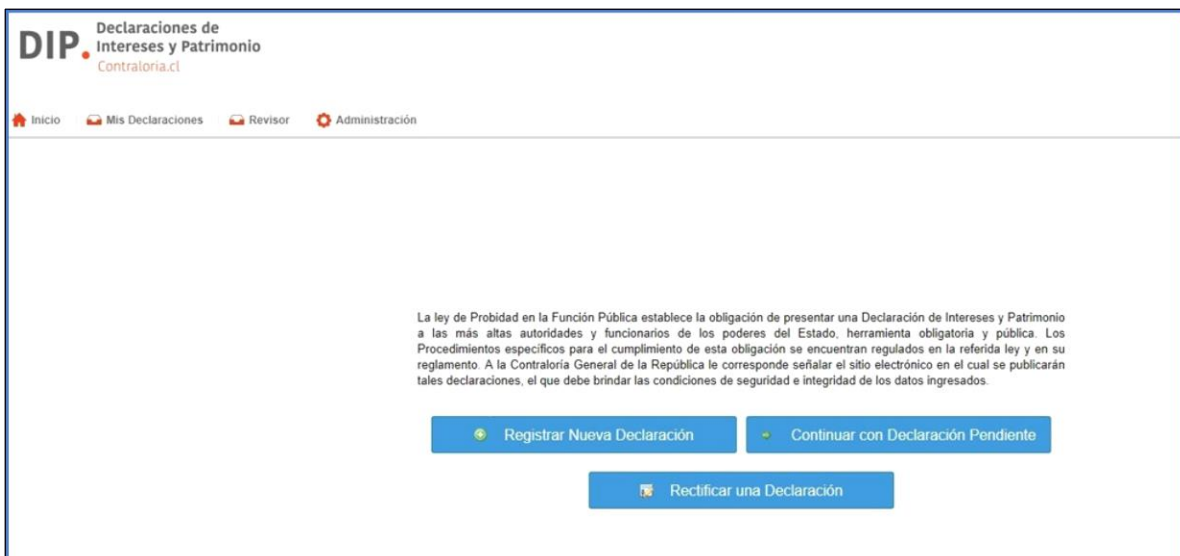 DIP.
Declaraciones de
Intereses y Patrimonio
Contraloria.cl
Inicio Mis Declaraciones Revisor Administración
La ley de Probidad en la Función Pública establece la obligación de presentar una Declaración de Intereses y Patrimonio
a las más altas autoridades y funcionarios de los poderes del Estado, herramienta obligatoria y pública. Los
Procedimientos específicos para el cumplimiento de esta obligación se encuentran regulados en la referida ley y en su
reglamento. A la Contraloría General de la República le corresponde señalar el sitio electrónico en el cual se publicarán
tales declaraciones, el que debe brindar las condiciones de seguridad e integridad de los datos ingresados.
Registrar Nueva Declaración Continuar con Declaración Pendiente
Rectificar una Declaración